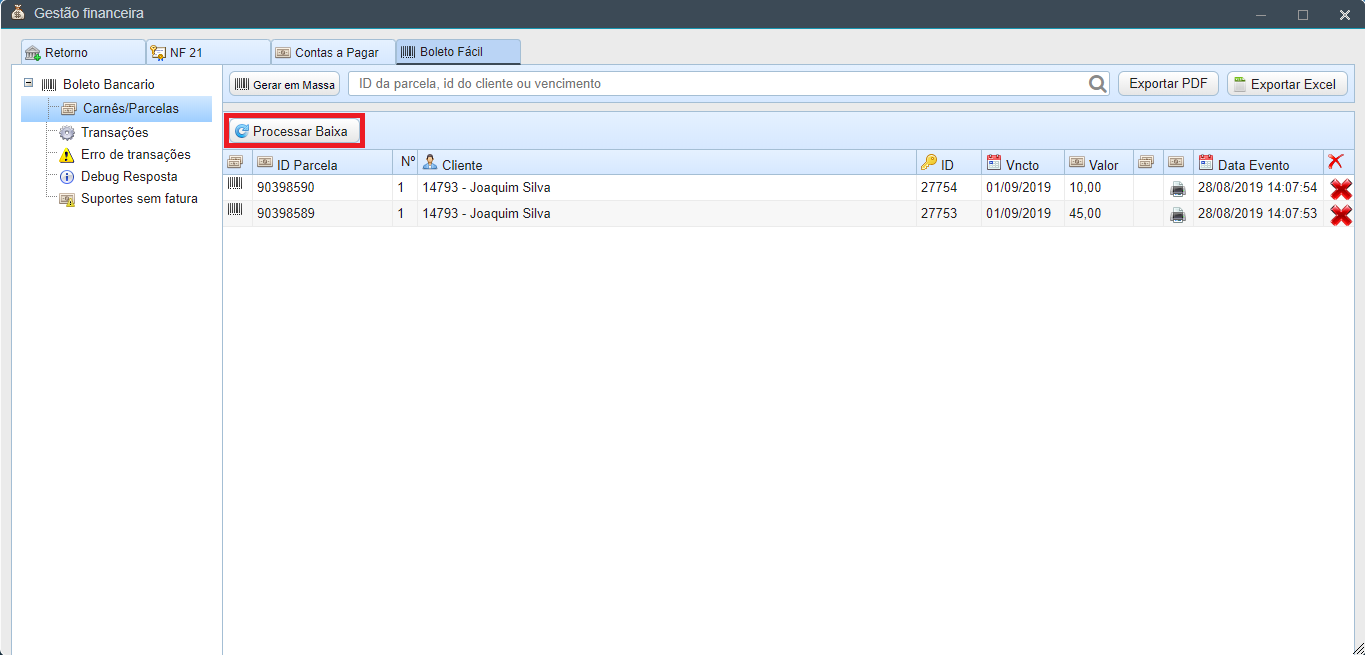 Gestão financeira
Retorno NF 21 Contas a Pagar Boleto Fácil
Boleto Bancario
Carnês/Parcelas
Transações
Erro de transações
Debug Resposta
Suportes sem fatura
Gerar em Massa ID da parcela, id do cliente ou vencimento Exportar PDF Exportar Excel
Processar Baixa
ID Parcela Nº Cliente ID Vncto Valor Data Evento
90398590 1 14793 - Joaquim Silva 27754 01/09/2019 10,00 28/08/2019 14:07:54
90398589 1 14793 - Joaquim Silva 27753 01/09/2019 45,00 28/08/2019 14:07:53